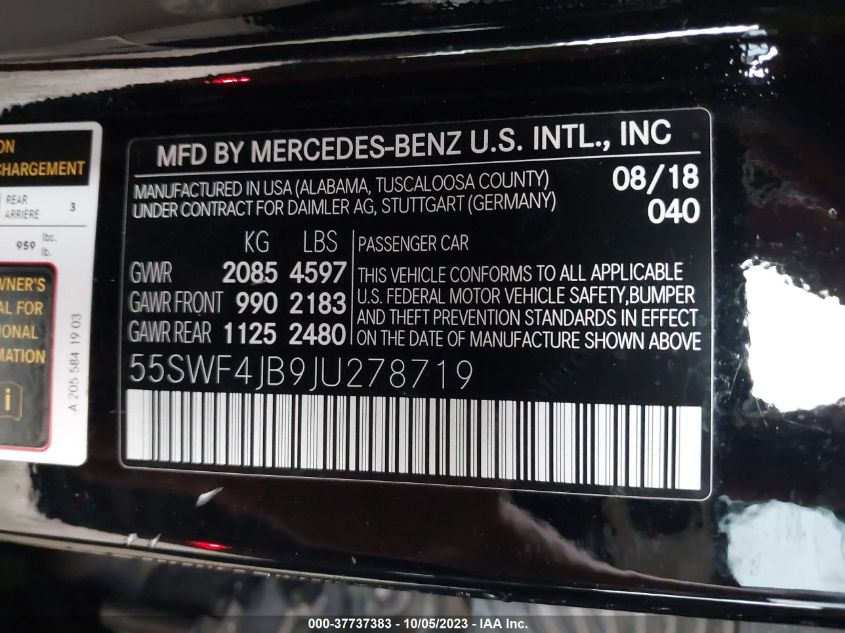 ON
CHARGEMENT
REAR
ARRIÈRE
3
959 lbc.
lb.
WNER'S
AL FOR
IONAL
MATION
i
A 205 584 19 03
MFD BY MERCEDES-BENZ U.S. INTL., INC
MANUFACTURED IN USA (ALABAMA, TUSCALOOSA COUNTY) 08/18
UNDER CONTRACT FOR DAIMLER AG, STUTTGART (GERMANY) 040
KG LBS PASSENGER CAR
GVWR 2085 4597
GAWR FRONT 990 2183
GAWR REAR 1125 2480
THIS VEHICLE CONFORMS TO ALL APPLICABLE
U.S. FEDERAL MOTOR VEHICLE SAFETY,BUMPER
AND THEFT PREVENTION STANDARDS IN EFFECT
ON THE DATE OF MANUFACTURE SHOWN ABOVE
55SWF4JB9JU278719
000-37737383 - 10/05/2023 - IAA Inc.